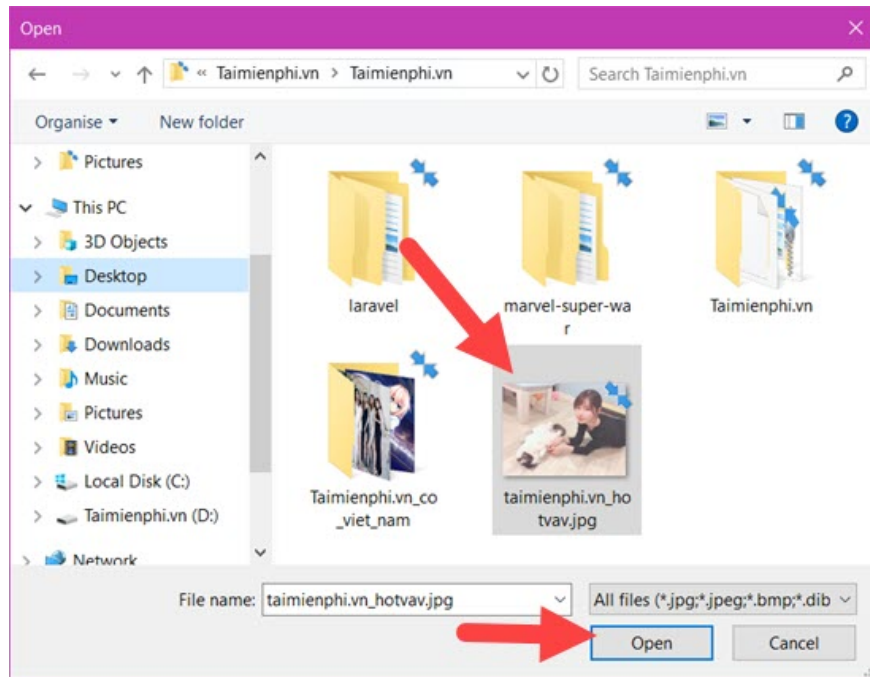 Open
« Taimienphi.vn > Taimienphi.vn
Search Taimienphi.vn
Organise
New folder
Pictures
This PC
3D Objects
Desktop
Documents
Downloads
Music
Pictures
Videos
Local Disk (C:)
Taimienphi.vn (D:)
Network
laravel
marvel-super-wa
r
Taimienphi.vn
Taimienphi.vn_co
_viet_nam
taimienphi.vn_ho
tvav.jpg
File name: taimienphi.vn_hotvav.jpg
All files (*.jpg;*.jpeg;*.bmp;*.dib
Open
Cancel